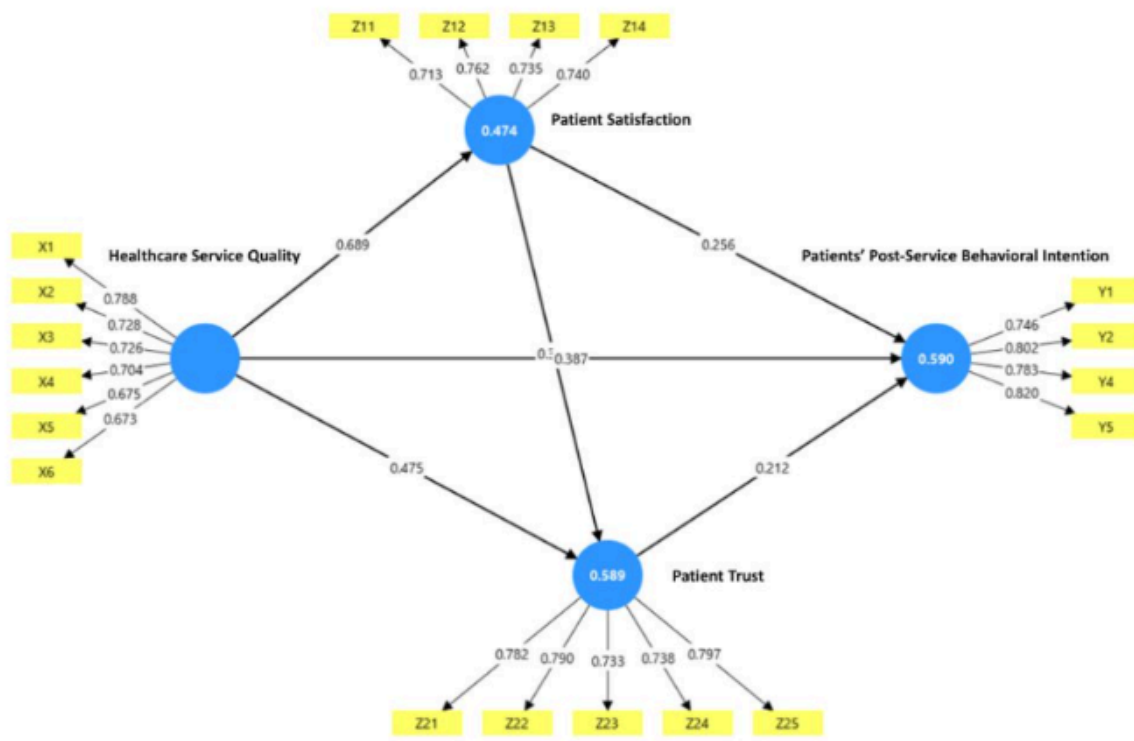 Z11
Z12
Z13
Z14
0.713
0.762
0.735
0.740
0.474
Patient Satisfaction
0.689
0.256
Healthcare Service Quality
Patients' Post-Service Behavioral Intention
X1
X2
X3
X4
X5
X6
0.788
0.728
0.726
0.704
0.675
0.673
0.387
0.590
0.746
0.802
0.783
0.820
Y1
Y2
Y4
Y5
0.475
0.212
0.589
Patient Trust
0.782
0.790
0.733
0.738
0.797
Z21
Z22
Z23
Z24
Z25